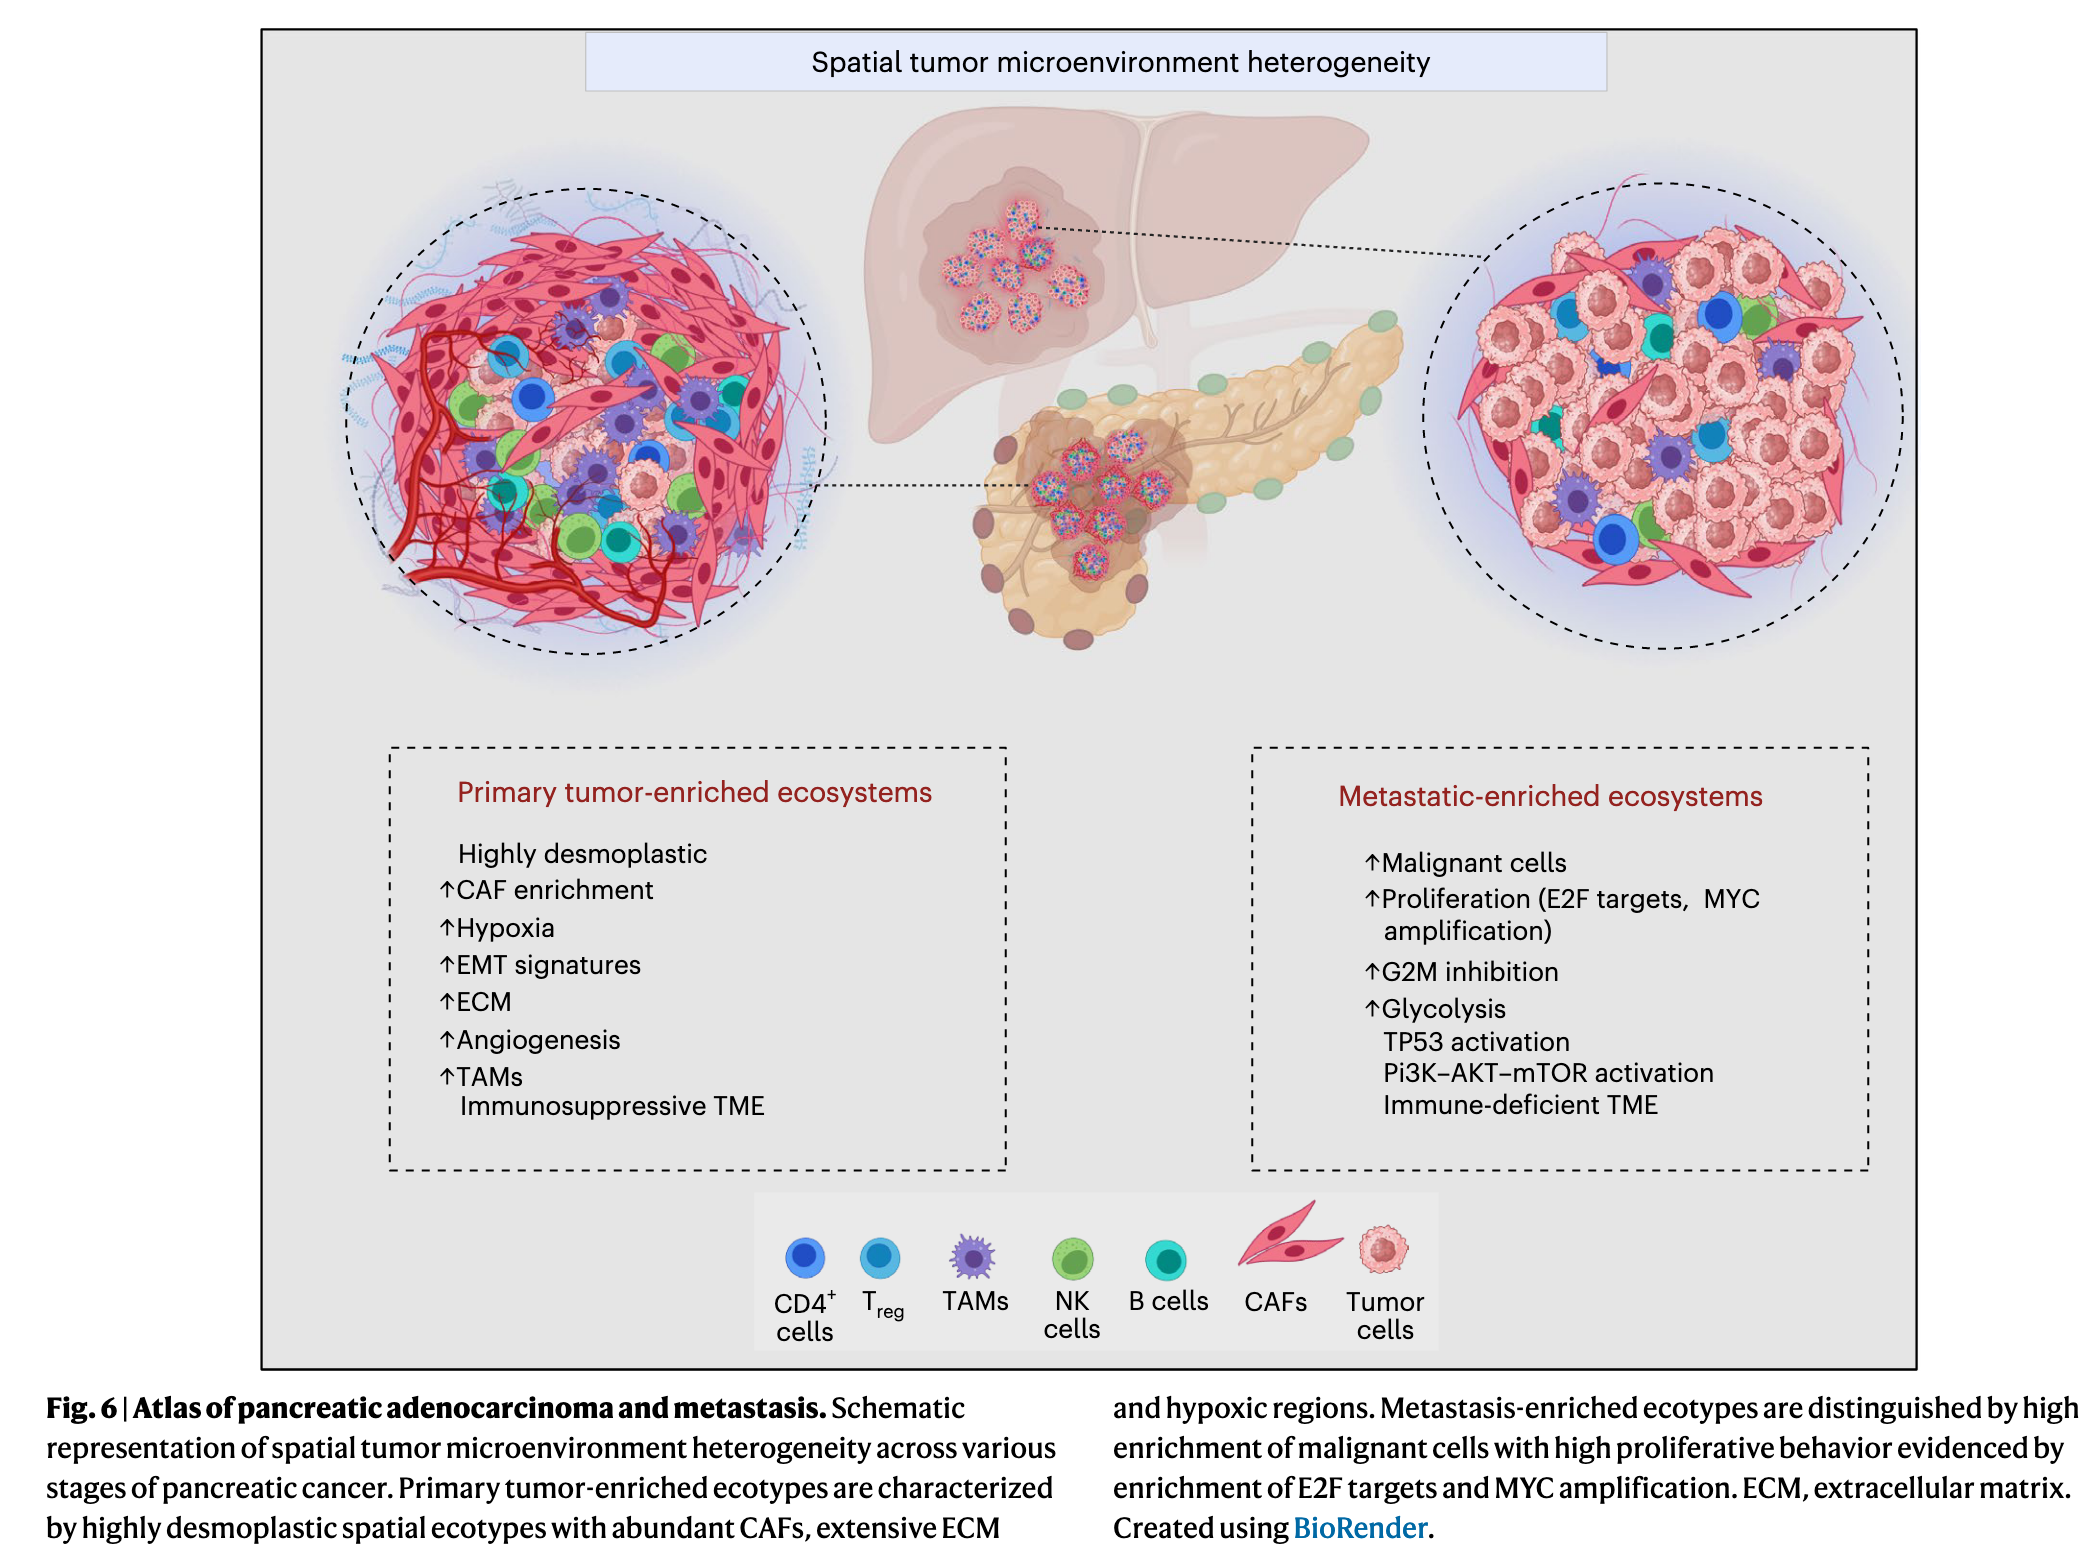 Spatial tumor microenvironment heterogeneity
Primary tumor-enriched ecosystems
Highly desmoplastic
↑CAF enrichment
↑Hypoxia
↑EMT signatures
↑ECM
↑Angiogenesis
↑TAMs
Immunosuppressive TME
Metastatic-enriched ecosystems
↑Malignant cells
↑Proliferation (E2F targets, MYC
amplification)
↑G2M inhibition
↑Glycolysis
TP53 activation
Pi3K–AKT–mTOR activation
Immune-deficient TME
CD4⁺
cells
Treg
TAMs
NK
cells
B cells
CAFs
Tumor
cells
Fig. 6 | Atlas of pancreatic adenocarcinoma and metastasis. Schematic
representation of spatial tumor microenvironment heterogeneity across various
stages of pancreatic cancer. Primary tumor-enriched ecotypes are characterized
by highly desmoplastic spatial ecotypes with abundant CAFs, extensive ECM
and hypoxic regions. Metastasis-enriched ecotypes are distinguished by high
enrichment of malignant cells with high proliferative behavior evidenced by
enrichment of E2F targets and MYC amplification. ECM, extracellular matrix.
Created using BioRender.